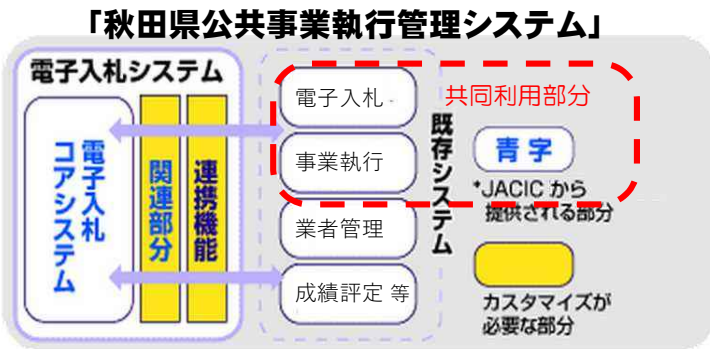 「秋田県公共事業執行管理システム」
電子入札システム
電子入札
コアシステム
関連部分
連携機能
電子入札
事業執行
業者管理
成績評定 等
既存システム
共同利用部分
青字
*JACICから
提供される部分
カスタマイズが
必要な部分